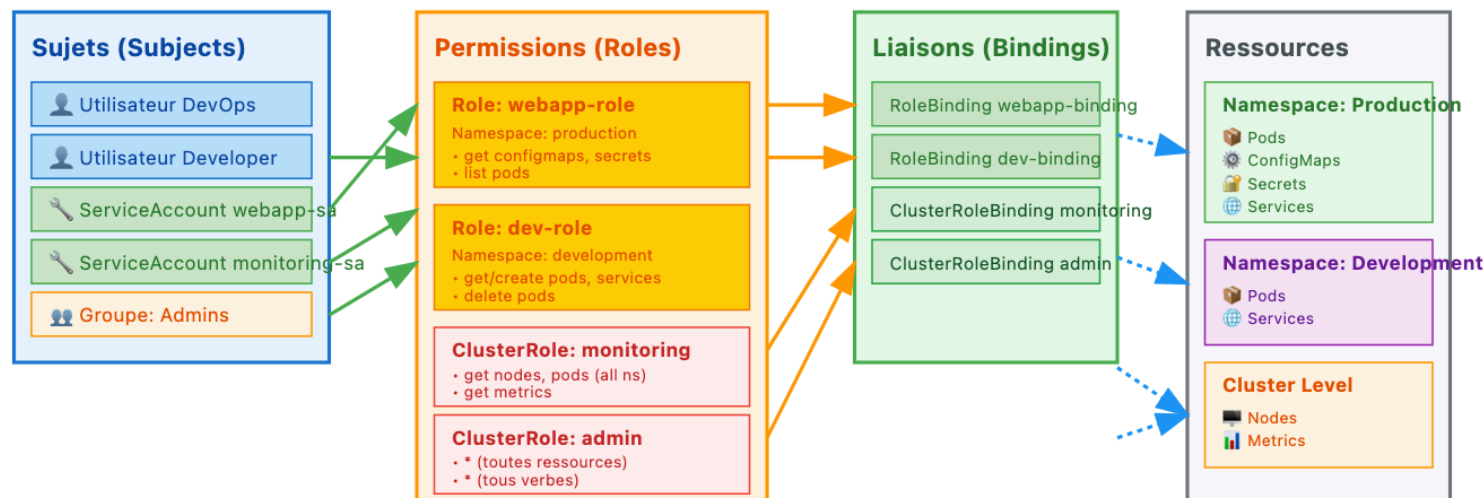 Sujets (Subjects)
Utilisateur DevOps
Utilisateur Developer
ServiceAccount webapp-sa
ServiceAccount monitoring-sa
Groupe: Admins
Permissions (Roles)
Role: webapp-role
Namespace: production
• get configmaps, secrets
• list pods
Role: dev-role
Namespace: development
• get/create pods, services
• delete pods
ClusterRole: monitoring
• get nodes, pods (all ns)
• get metrics
ClusterRole: admin
• * (toutes ressources)
• * (tous verbes)
Liaisons (Bindings)
RoleBinding webapp-binding
RoleBinding dev-binding
ClusterRoleBinding monitoring
ClusterRoleBinding admin
Ressources
Namespace: Production
Pods
ConfigMaps
Secrets
Services
Namespace: Development
Pods
Services
Cluster Level
Nodes
Metrics